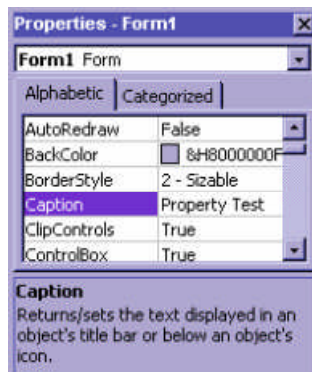 Properties - Form1
Form1 Form
Alphabetic Categorized
AutoRedraw False
BackColor &H8000000F
BorderStyle 2 - Sizable
Caption Property Test
ClipControls True
ControlBox True
Caption
Returns/sets the text displayed in an
object's title bar or below an object's
icon.